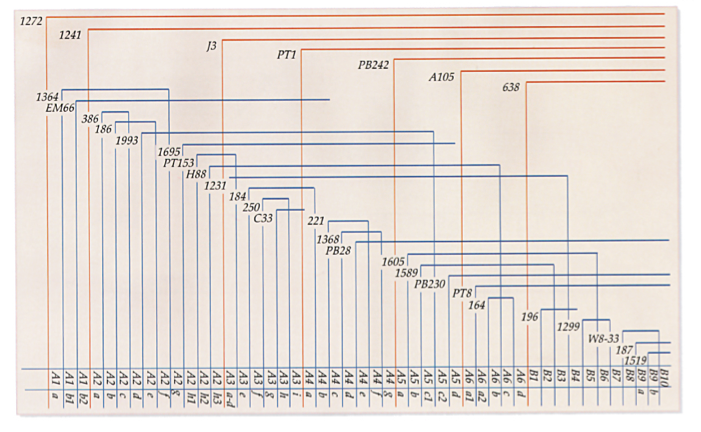 1272
1241
J3
PT1
PB242
A105
638
1364
EM66
386
186
1993
1695
PT153
H88
1231
184
250
C33
221
1368
PB28
1605
1589
PB230
PT8
164
196
1299
W8-33
187
1519
A1 a
A1 b1
A1 b2
A2 a
A2 b
A2 c
A2 d
A2 e
A2 f
A2 g
A2 h1
A2 h2
A2 h3
A3 a-d
A3 e
A3 f
A3 g
A3 h
A3 i
A4 a
A4 b
A4 c
A4 d
A4 e
A4 f
A4 g
A5 a
A5 b
A5 c1
A5 c2
A5 d
A6 a1
A6 a2
A6 b
A6 c
A6 d
B1
B2
B3
B4
B5
B6
B7
B8
B9 a
B9 b
B10